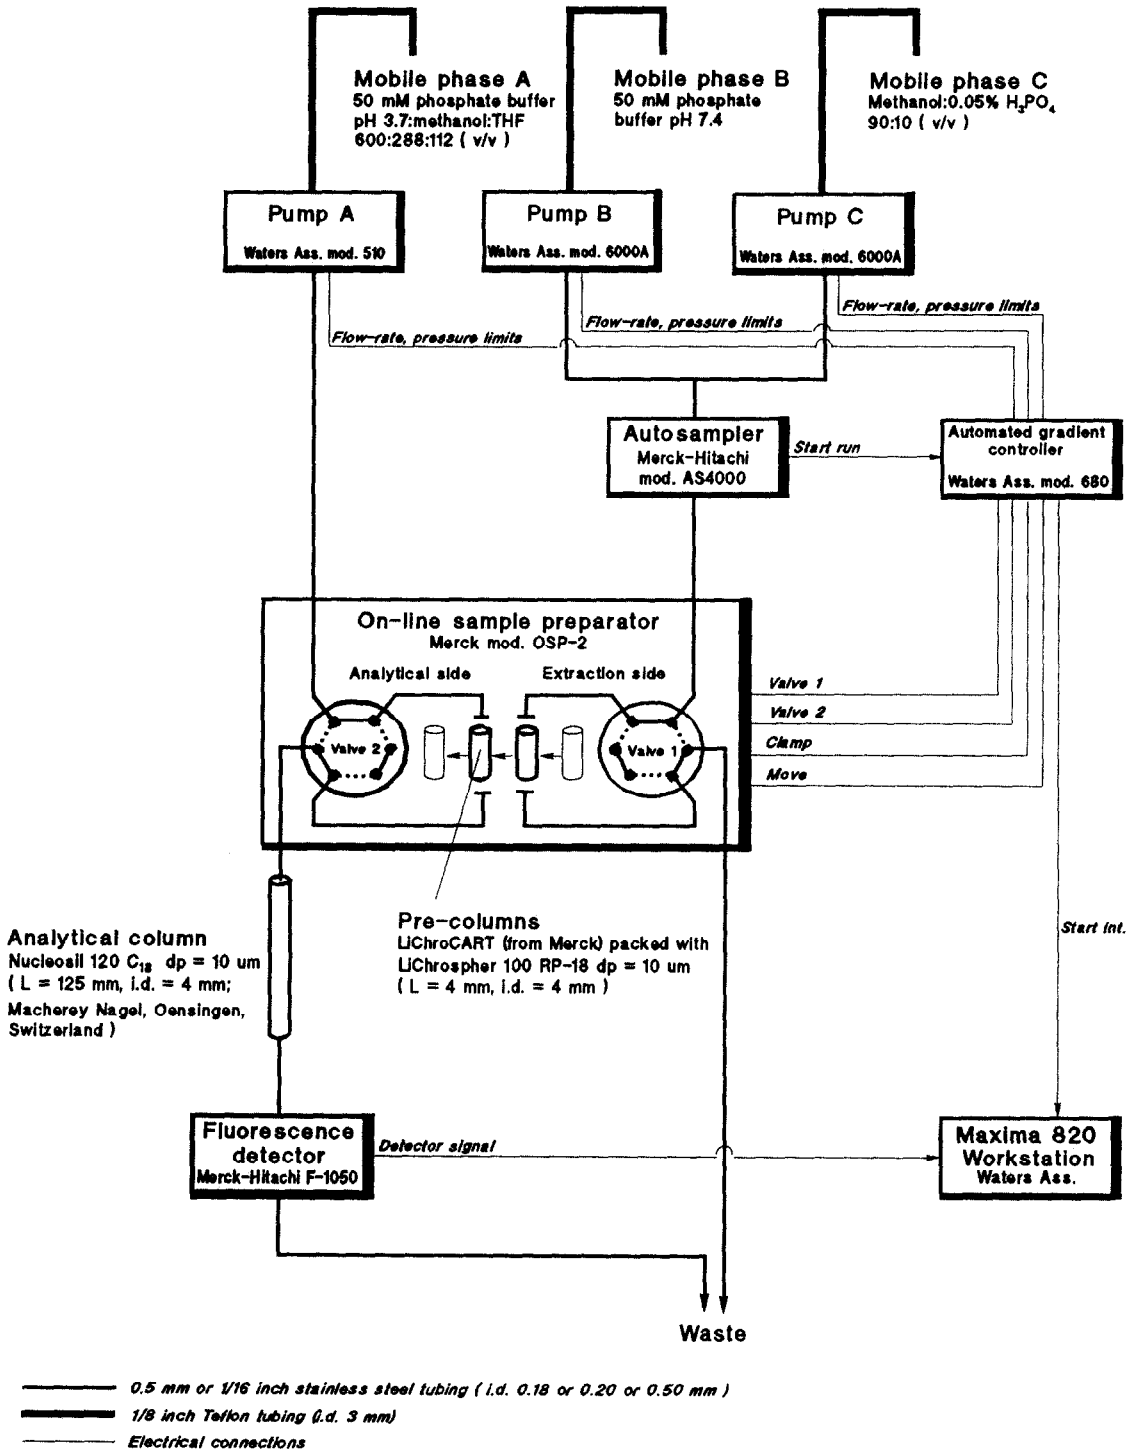 Mobile phase A
50 mM phosphate buffer
pH 3.7:methanol:THF
600:288:112 ( v/v )
Mobile phase B
50 mM phosphate
buffer pH 7.4
Mobile phase C
Methanol:0.05% H₃PO₄
90:10 ( v/v )
Pump A
Waters Ass. mod. 510
Pump B
Waters Ass. mod. 6000A
Pump C
Waters Ass. mod. 6000A
Flow-rate, pressure limits
Flow-rate, pressure limits
Flow-rate, pressure limits
Autosampler
Merck-Hitachi
mod. AS4000
Start run
Automated gradient
controller
Waters Ass. mod. 680
On-line sample preparator
Merck mod. OSP-2
Analytical side
Extraction side
Valve 2
Valve 1
Valve 1
Valve 2
Clamp
Move
Analytical column
Nucleosil 120 C₁₈ dp = 10 um
( L = 125 mm, i.d. = 4 mm;
Macherey Nagel, Oensingen,
Switzerland )
Pre-columns
LiChroCART (from Merck) packed with
LiChrospher 100 RP-18 dp = 10 um
( L = 4 mm, i.d. = 4 mm )
Start int.
Fluorescence
detector
Merck-Hitachi F-1050
Detector signal
Maxima 820
Workstation
Waters Ass.
Waste
0.5 mm or 1/16 inch stainless steel tubing ( i.d. 0.18 or 0.20 or 0.50 mm )
1/8 inch Teflon tubing (i.d. 3 mm)
Electrical connections